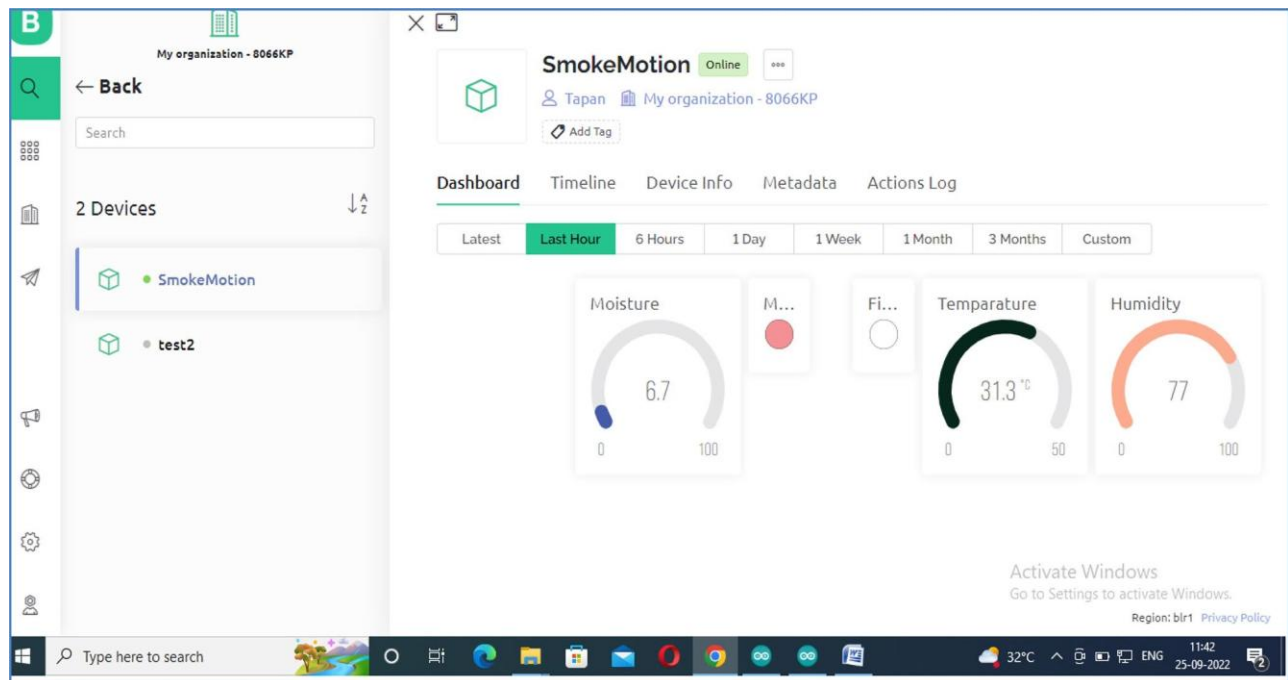 B
My organization - 8066KP
← Back
Search
2 Devices
A
Z
SmokeMotion
test2
SmokeMotion Online
Tapan My organization - 8066KP
Add Tag
Dashboard Timeline Device Info Metadata Actions Log
Latest Last Hour 6 Hours 1 Day 1 Week 1 Month 3 Months Custom
Moisture
6.7
0 100
M...
Fi...
Temparature
31.3 °C
0 50
Humidity
77
0 100
Activate Windows
Go to Settings to activate Windows.
Region: blr1 Privacy Policy
Type here to search
32°C ENG
11:42
25-09-2022
2